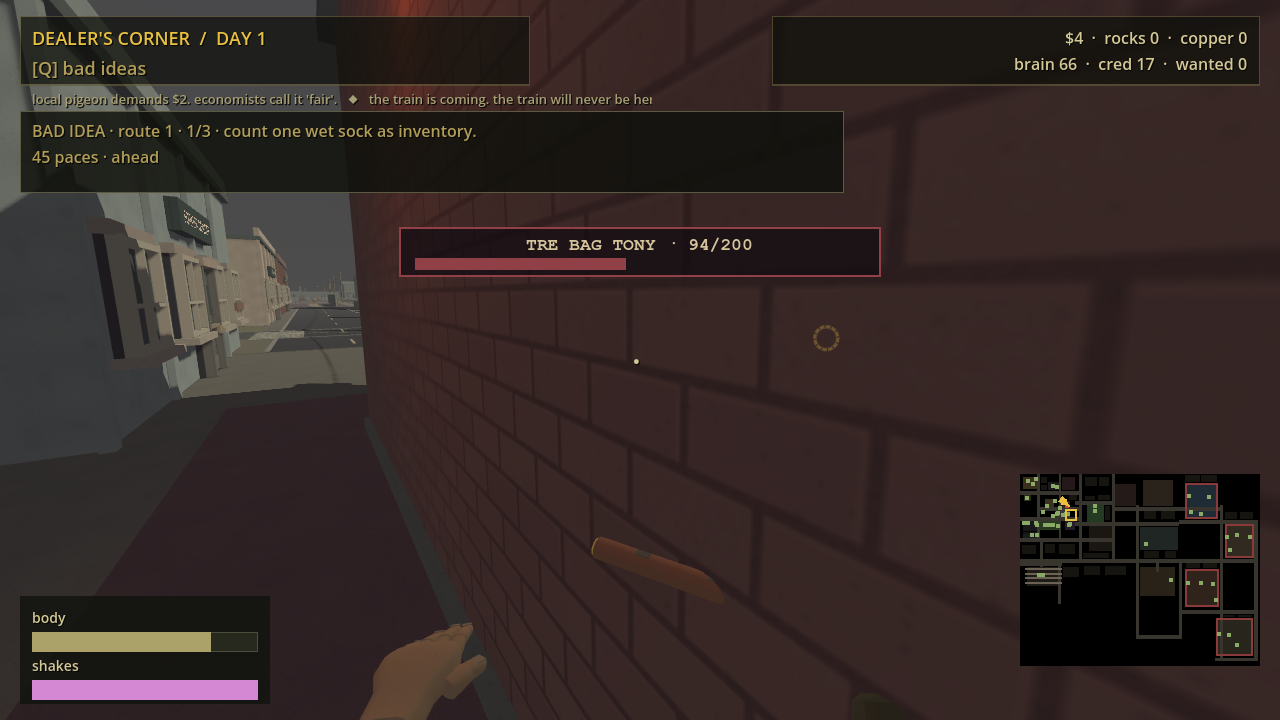 DEALER'S CORNER / DAY 1
[Q] bad ideas
$4 · rocks 0 · copper 0
brain 66 · cred 17 · wanted 0
local pigeon demands $2. economists call it 'fair'. ◆ the train is coming. the train will never be her
BAD IDEA · route 1 · 1/3 · count one wet sock as inventory.
45 paces · ahead
TRE BAG TONY · 94/200
body
shakes